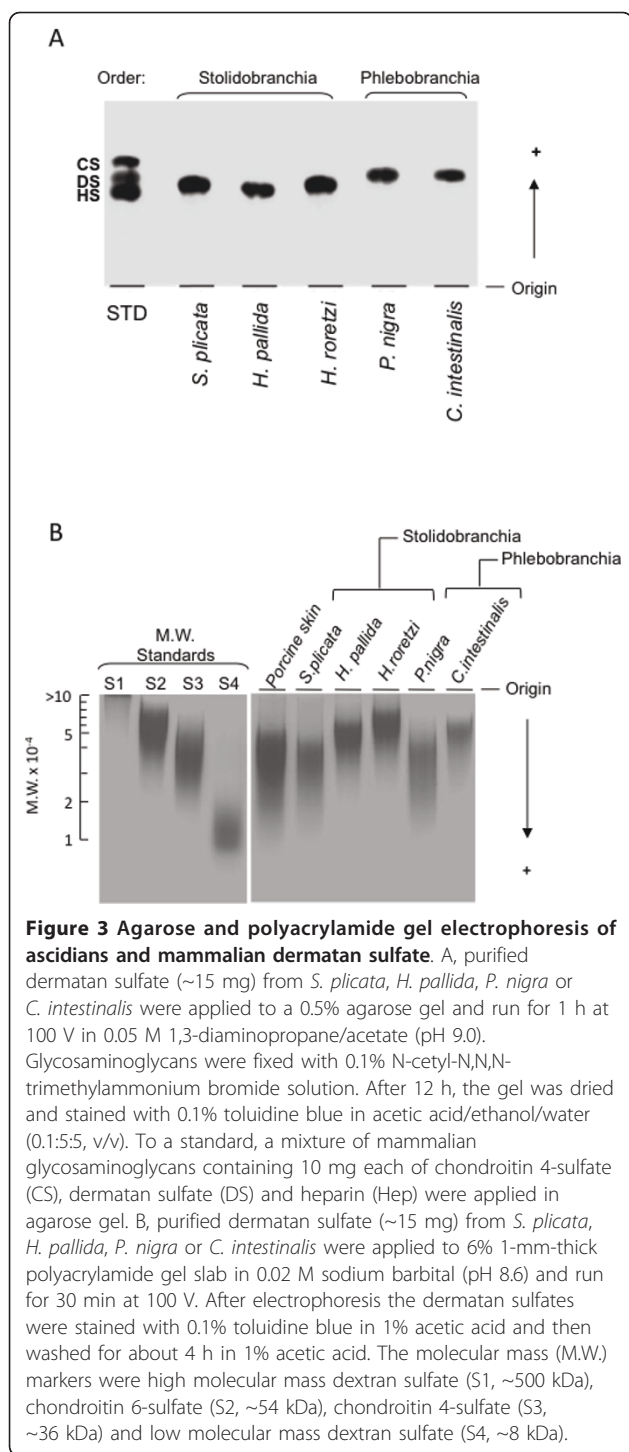 A
Order: Stolidobranchia Phlebobranchia
CS
DS
HS
+
Origin
STD
S. plicata
H. pallida
H. roretzi
P. nigra
C. intestinalis
B
Stolidobranchia
Phlebobranchia
M.W.
Standards
S1 S2 S3 S4
Porcine skin
S.plicata
H. pallida
H.roretzi
P.nigra
C.intestinalis
Origin
M.W. x 10-4
>10
5
2
1
+
Figure 3 Agarose and polyacrylamide gel electrophoresis of
ascidians and mammalian dermatan sulfate. A, purified
dermatan sulfate (~15 mg) from S. plicata, H. pallida, P. nigra or
C. intestinalis were applied to a 0.5% agarose gel and run for 1 h at
100 V in 0.05 M 1,3-diaminopropane/acetate (pH 9.0).
Glycosaminoglycans were fixed with 0.1% N-cetyl-N,N,N-
trimethylammonium bromide solution. After 12 h, the gel was dried
and stained with 0.1% toluidine blue in acetic acid/ethanol/water
(0.1:5:5, v/v). To a standard, a mixture of mammalian
glycosaminoglycans containing 10 mg each of chondroitin 4-sulfate
(CS), dermatan sulfate (DS) and heparin (Hep) were applied in
agarose gel. B, purified dermatan sulfate (~15 mg) from S. plicata,
H. pallida, P. nigra or C. intestinalis were applied to 6% 1-mm-thick
polyacrylamide gel slab in 0.02 M sodium barbital (pH 8.6) and run
for 30 min at 100 V. After electrophoresis the dermatan sulfates
were stained with 0.1% toluidine blue in 1% acetic acid and then
washed for about 4 h in 1% acetic acid. The molecular mass (M.W.)
markers were high molecular mass dextran sulfate (S1, ~500 kDa),
chondroitin 6-sulfate (S2, ~54 kDa), chondroitin 4-sulfate (S3,
~36 kDa) and low molecular mass dextran sulfate (S4, ~8 kDa).